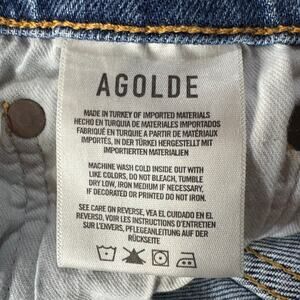 AGOLDE
MADE IN TURKEY OF IMPORTED MATERIALS
HECHO EN TURQUIA DE MATERIALES IMPORTADOS
FABRIQUÉ EN TURQUIE A PARTIR DE MATÉRIAUX
IMPORTÉS, IN DER TÜRKEI HERGESTELLT MIT
IMPORTIERTEN MATERIALIEN
MACHINE WASH COLD INSIDE OUT WITH
LIKE COLORS, DO NOT BLEACH, TUMBLE
DRY LOW, IRON MEDIUM IF NECESSARY,
IF DECORATED OR PRINTED DO NOT IRON.
SEE CARE ON REVERSE, VEA EL CUIDADO EN EL
REVERSO, VOIR LES INSTRUCTIONS D'ENTRETIEN
SUR L'ENVERS, PFLEGEANLEITUNG AUF DER
RÜCKSEITE